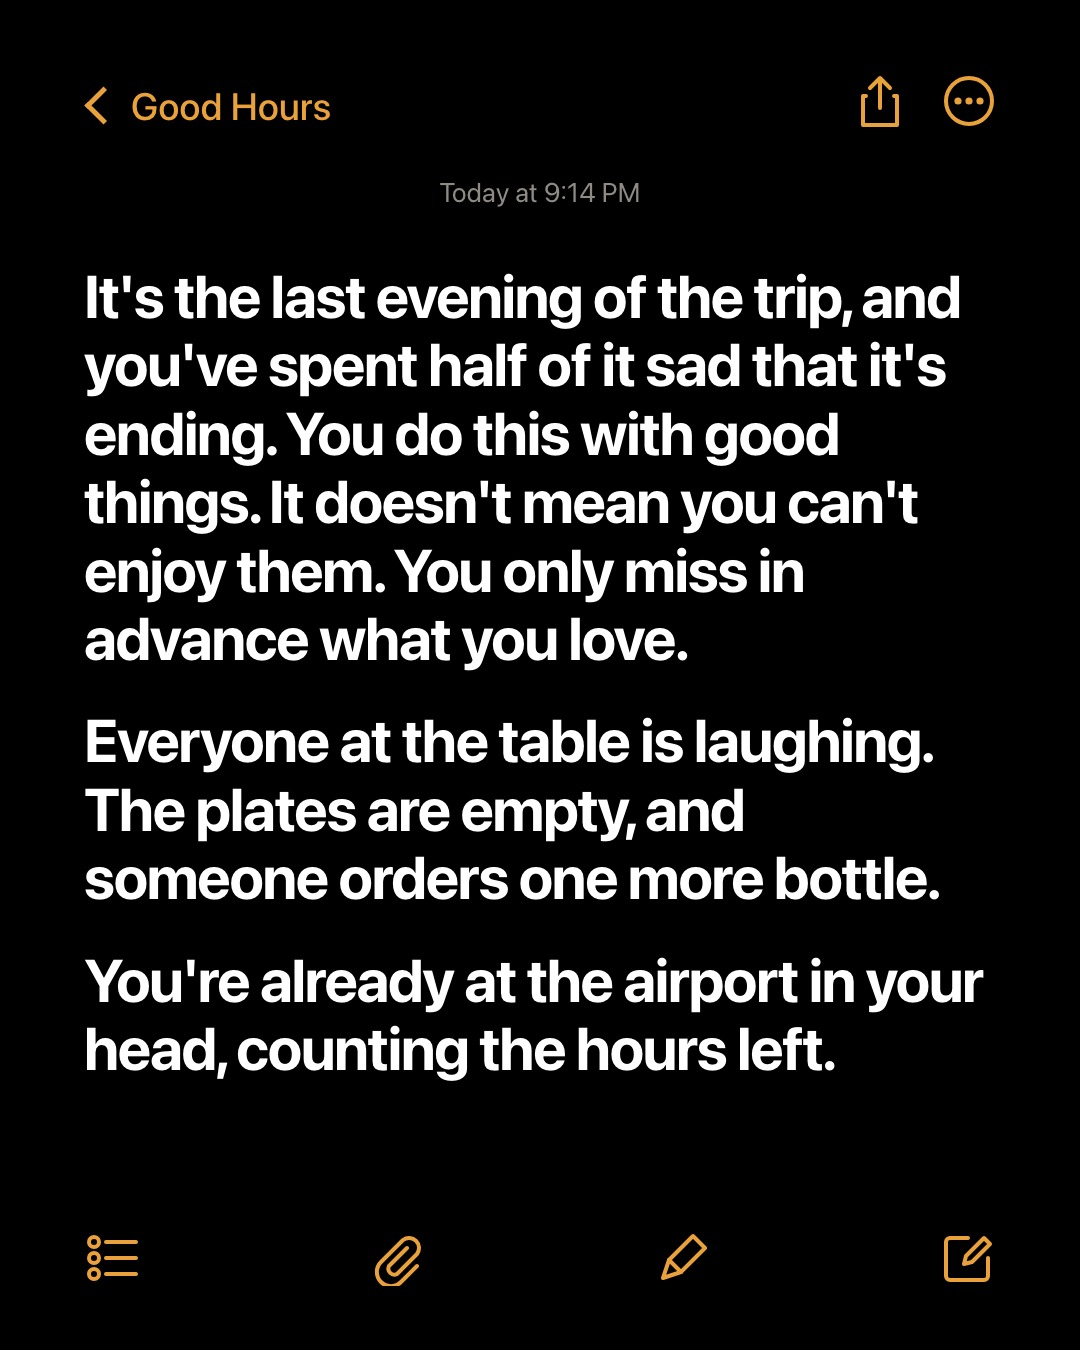 Good Hours
Today at 9:14 PM
It's the last evening of the trip, and
you've spent half of it sad that it's
ending. You do this with good
things. It doesn't mean you can't
enjoy them. You only miss in
advance what you love.
Everyone at the table is laughing.
The plates are empty, and
someone orders one more bottle.
You're already at the airport in your
head, counting the hours left.